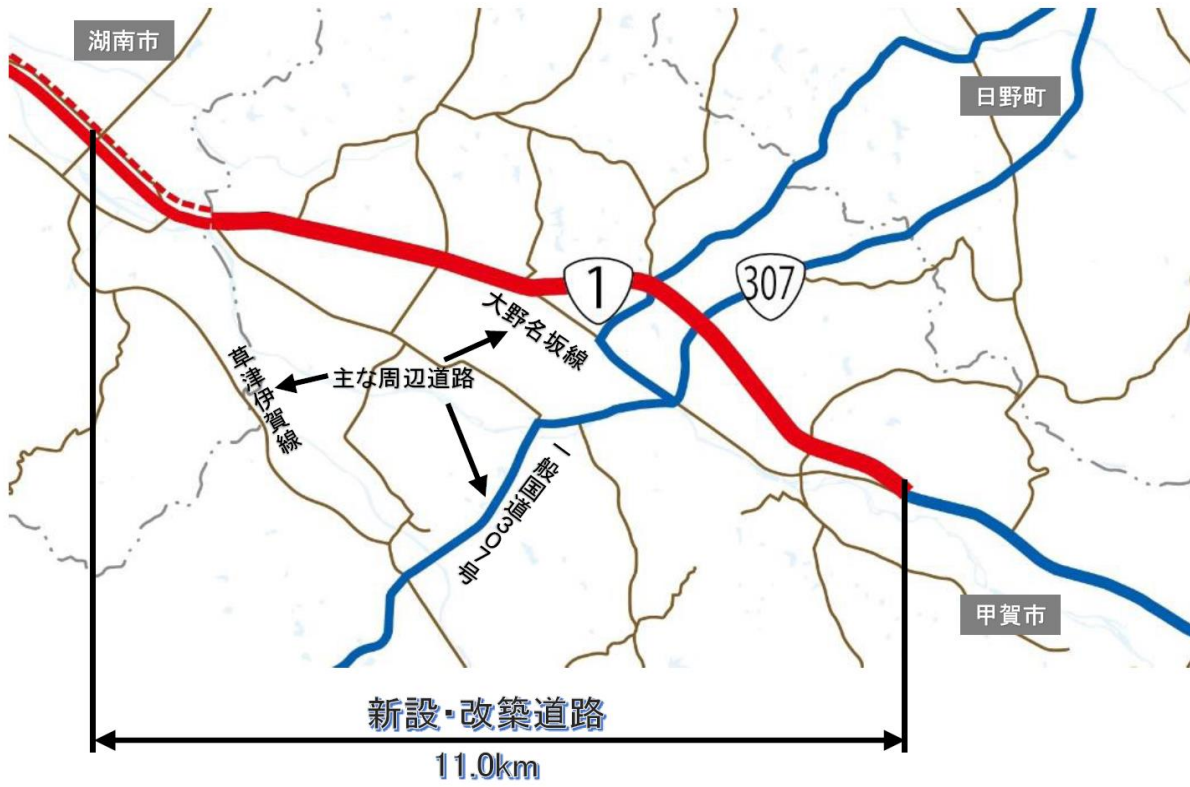 湖南市
日野町
1
307
大野名坂線
主な周辺道路
草津伊賀線
一般国道307号
甲賀市
新設・改築道路
11.0km